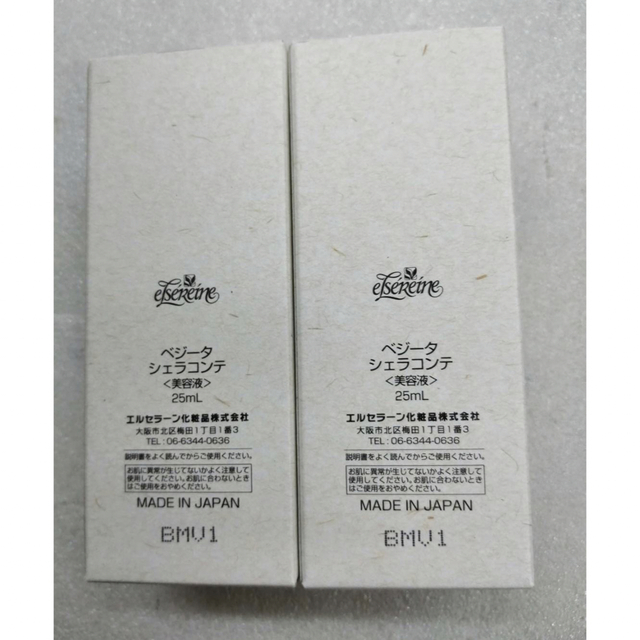 elsereine
ベジータ
シェラコンテ
<美容液>
25mL
エルセラーン化粧品株式会社
大阪市北区梅田1丁目1番3
TEL:06-6344-0636
説明書をよく読んでからご使用ください。
お肌に異常が生じてないかよく注意して
使用してください。お肌に合わないとき
はご使用をおやめください。
MADE IN JAPAN
BMV1
elsereine
ベジータ
シェラコンテ
<美容液>
25mL
エルセラーン化粧品株式会社
大阪市北区梅田1丁目1番3
TEL:06-6344-0636
説明書をよく読んでからご使用ください。
お肌に異常が生じてないかよく注意して
使用してください。お肌に合わないとき
はご使用をおやめください。
MADE IN JAPAN
BMV1